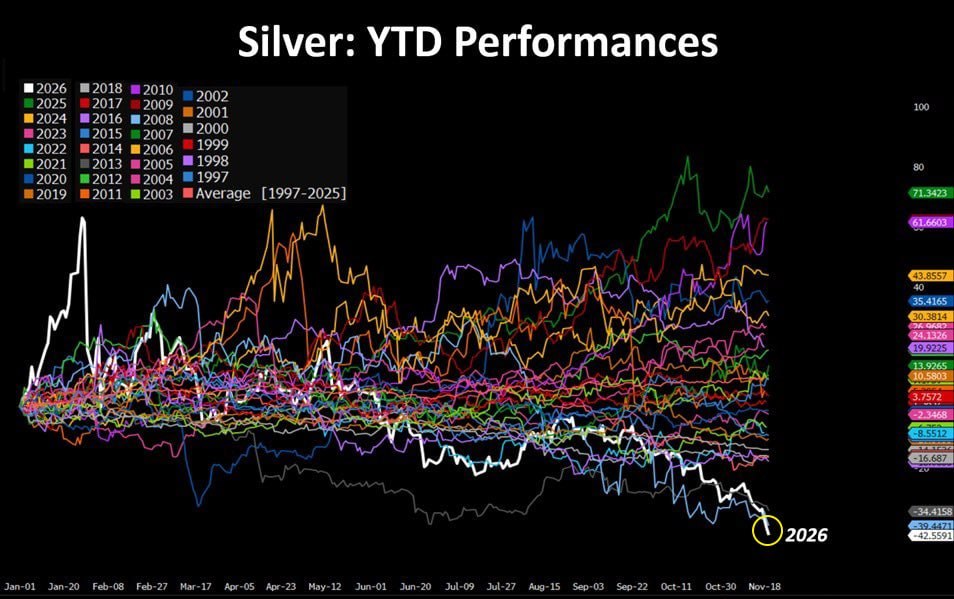 Silver: YTD Performances
2026 2018 2010 2002
2025 2017 2009 2001
2024 2016 2008 2000
2023 2015 2007 1999
2022 2014 2006 1998
2021 2013 2005 1997
2020 2012 2004 Average [1997-2025]
2019 2011 2003
100
80
71.3423
61.6603
43.8557
40
35.4165
30.3814
26.9682
24.1326
19.9225
13.9265
10.5803
3.7572
-2.3468
-8.5512
-16.687
-20
-34.4158
-39.4471
-42.5591
2026
Jan-01 Jan-20 Feb-08 Feb-27 Mar-17 Apr-05 Apr-23 May-12 Jun-01 Jun-20 Jul-09 Jul-27 Aug-15 Sep-03 Sep-22 Oct-11 Oct-30 Nov-18